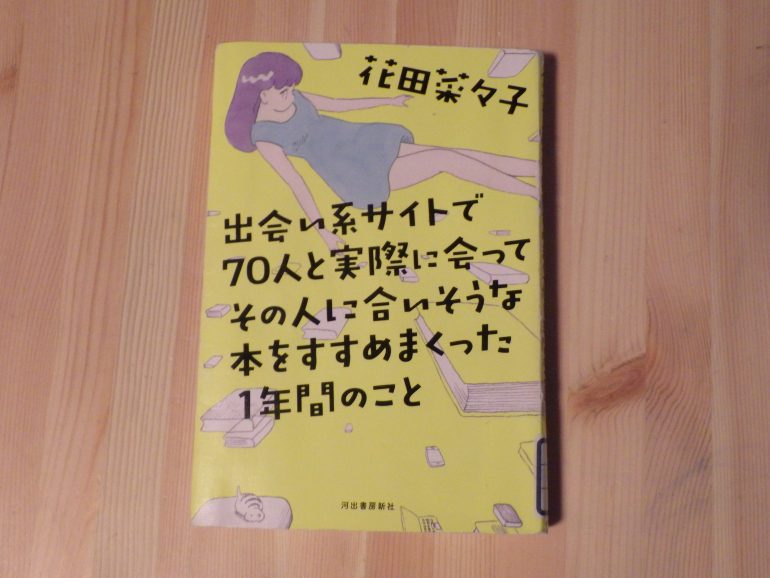 花田菜々子
出会い系サイトで
70人と実際に会って
その人に合いそうな
本をすすめまくった
1年間のこと
河出書房新社